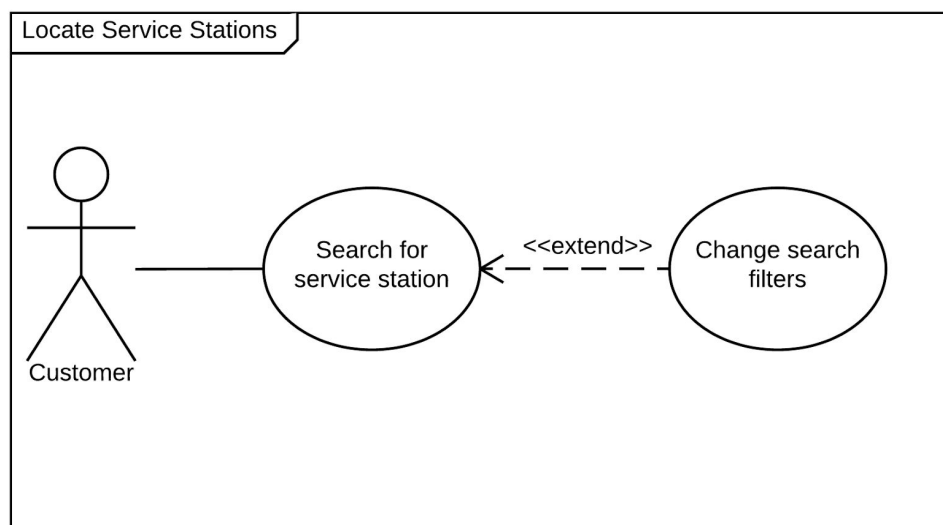 Locate Service Stations
Search for
service station
<<extend>>
Change search
filters
Customer